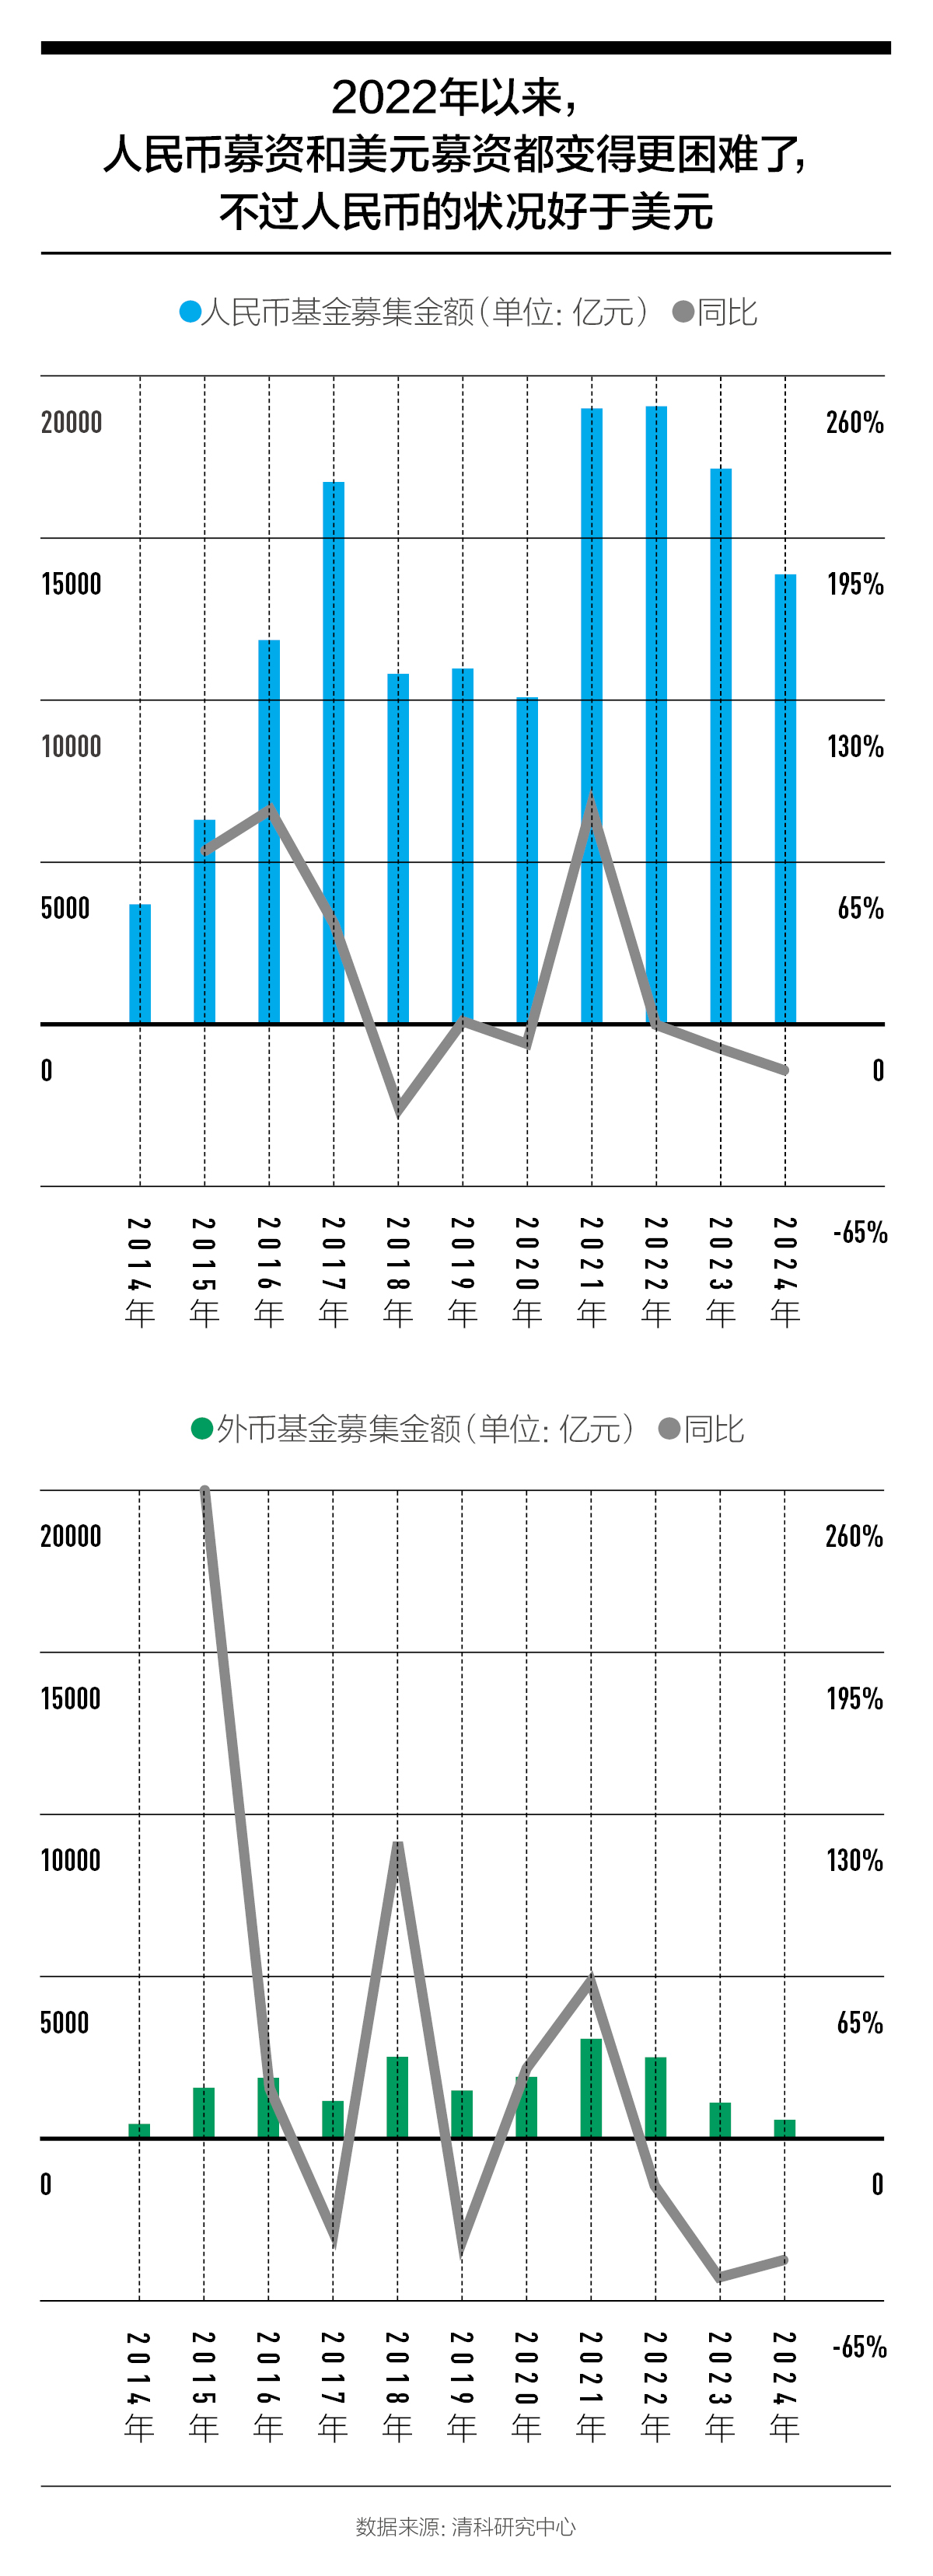 2022年以来，
人民币募资和美元募资都变得更困难了，
不过人民币的状况好于美元
人民币基金募集金额（单位：亿元） 同比
20000 260%
15000 195%
10000 130%
5000 65%
0 0
-65%
2014年 2015年 2016年 2017年 2018年 2019年 2020年 2021年 2022年 2023年 2024年
外币基金募集金额（单位：亿元） 同比
20000 260%
15000 195%
10000 130%
5000 65%
0 0
-65%
2014年 2015年 2016年 2017年 2018年 2019年 2020年 2021年 2022年 2023年 2024年
数据来源：清科研究中心